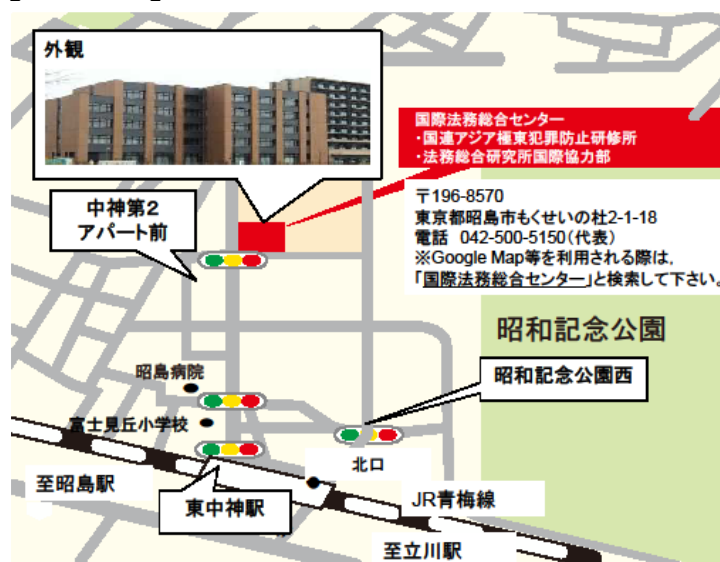 外観
国際法務総合センター
・国連アジア極東犯罪防止研修所
・法務総合研究所国際協力部
〒196-8570
東京都昭島市もくせいの杜2-1-18
電話 042-500-5150(代表)
※Google Map等を利用される際は,
「国際法務総合センター」と検索して下さい。
中神第2
アパート前
昭和記念公園
昭島病院
昭和記念公園西
富士見丘小学校
北口
至昭島駅
東中神駅
JR青梅線
至立川駅